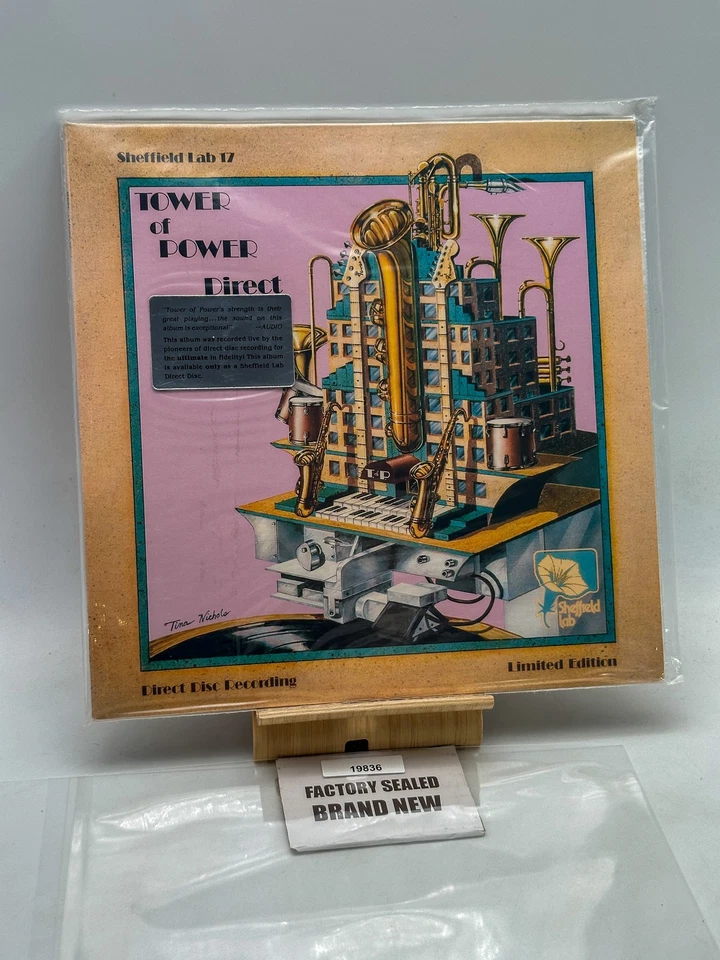 Sheffield Lab 17
TOWER
of
POWER
Direct
"Tower of Power's strength is their
great playing...the sound on this
album is exceptional" —AUDIO
This album was recorded live by the
pioneers of direct disc recording for
the ultimate in fidelity! This album
is available only as a Sheffield Lab
Direct Disc.
T•P
Tina Nichols
Sheffield
Lab
Direct Disc Recording
Limited Edition
19836
FACTORY SEALED
BRAND NEW